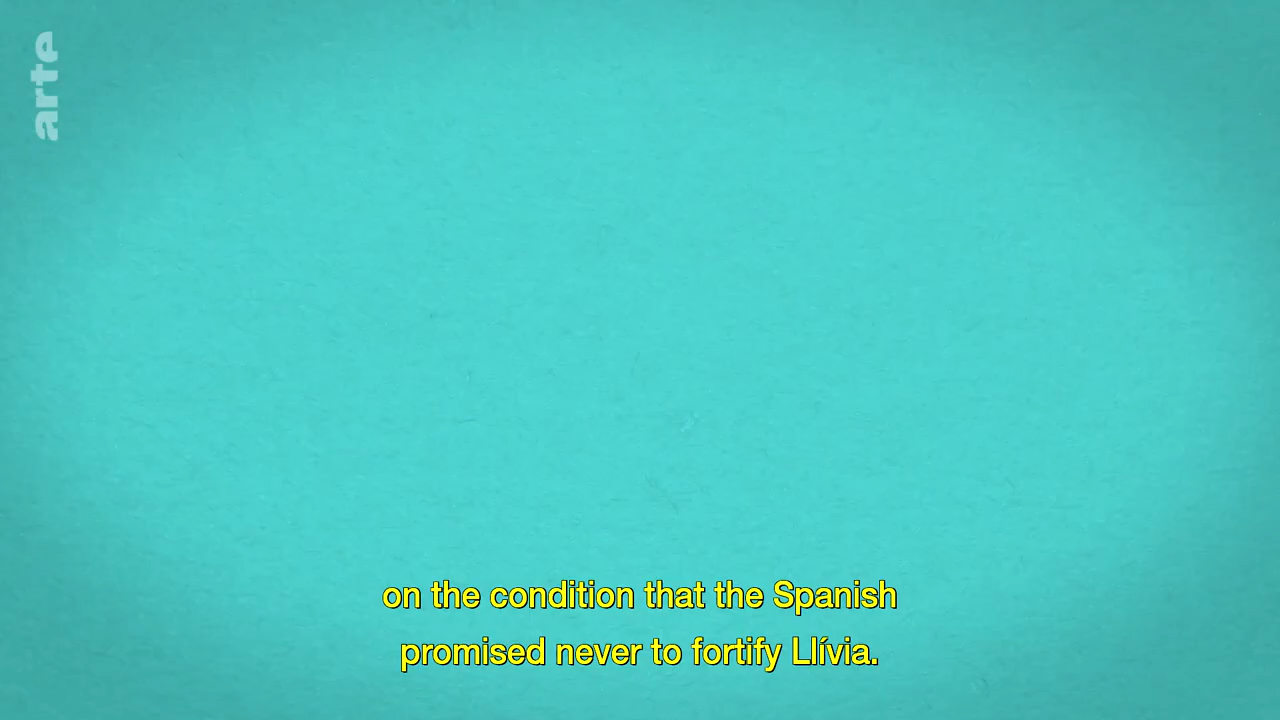 arte
on the condition that the Spanish
promised never to fortify Llívia.